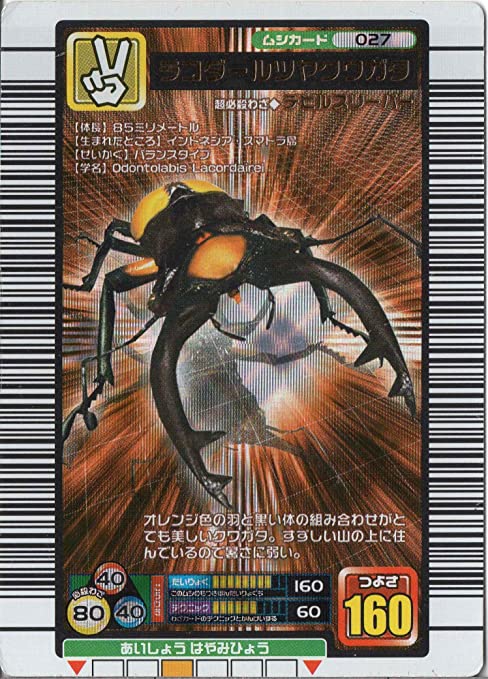 ムシカード 027
ラコダールツヤクワガタ
超必殺わざ◆デビルスリーパー
【体長】85ミリメートル
【生まれたところ】インドネシア・スマトラ島
【せいかく】バランスタイプ
【学名】Odontolabis Lacordairei
オレンジ色の羽と黒い体の組み合わせがと
ても美しいクワガタ。すずしい山の上に住
んでいるので暑さに弱い。
40
必殺わざ
80
40
たいりょく
160
テクニック
60
つよさ
160
あいしょう はやみひょう